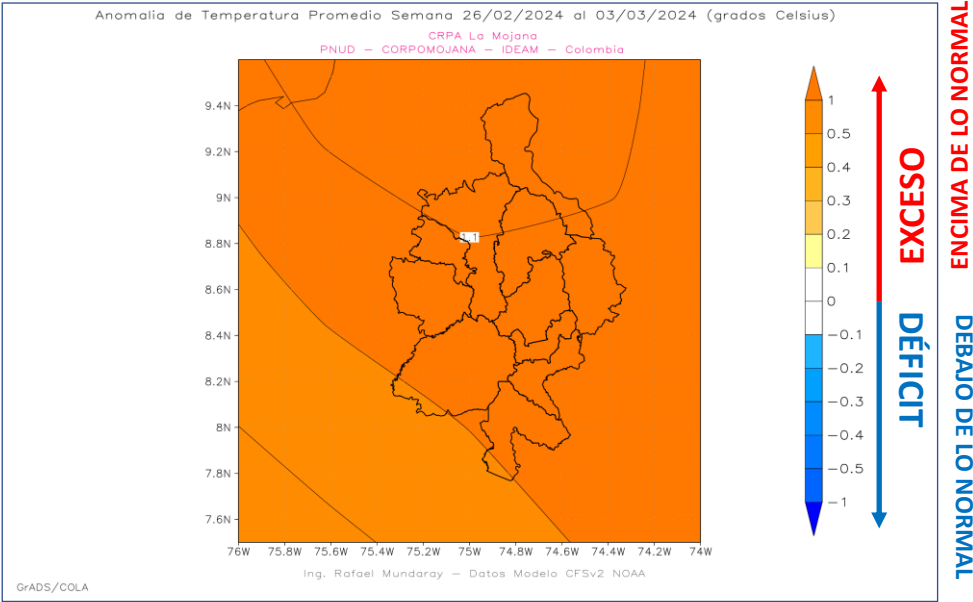 Anomalia de Temperatura Promedio Semana 26/02/2024 al 03/03/2024 (grados Celsius)
CRPA La Mojana
PNUD – CORPOMOJANA – IDEAM – Colombia
9.4N
9.2N
9N
8.8N
8.6N
8.4N
8.2N
8N
7.8N
7.6N
76W 75.8W 75.6W 75.4W 75.2W 75W 74.8W 74.6W 74.4W 74.2W 74W
1.1
1
0.5
0.4
0.3
0.2
0.1
0
−0.1
−0.2
−0.3
−0.4
−0.5
−1
EXCESO
DÉFICIT
ENCIMA DE LO NORMAL
DEBAJO DE LO NORMAL
Ing. Rafael Mundaray – Datos Modelo CFSv2 NOAA
GrADS/COLA